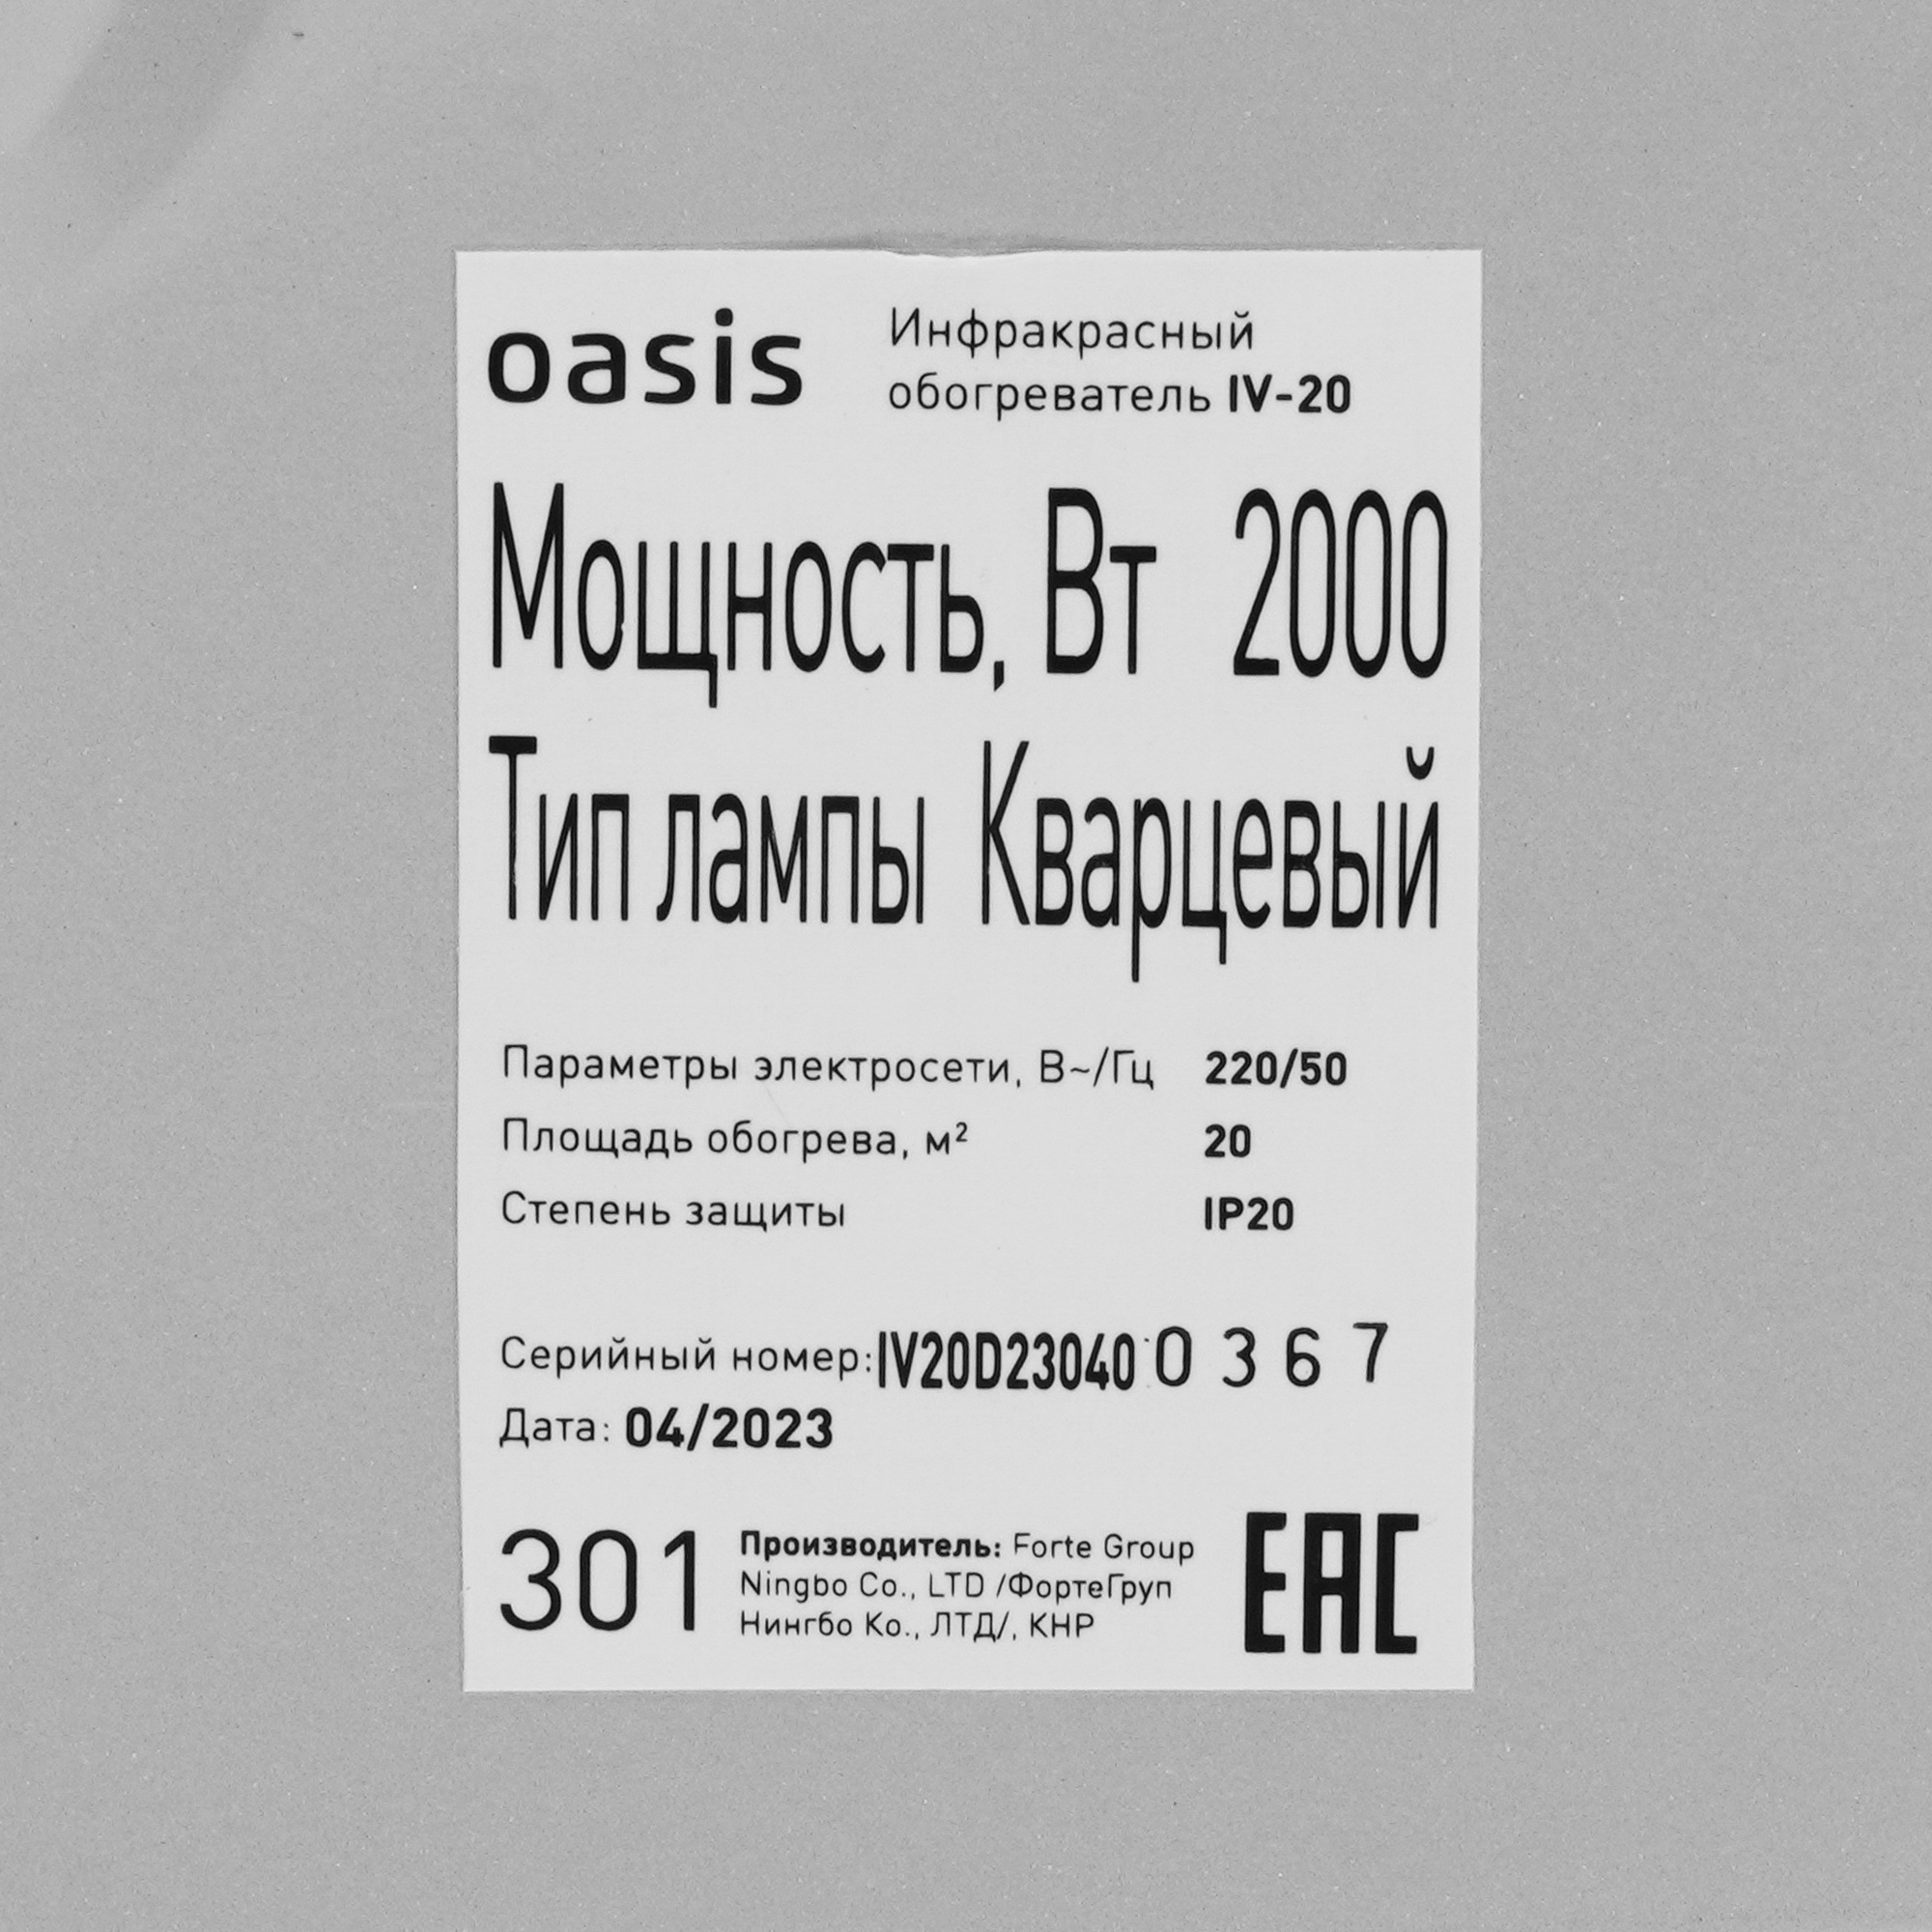 oasis
Инфракрасный
обогреватель IV-20
Мощность, Вт 2000
Тип лампы Кварцевый
Параметры электросети, В~/Гц 220/50
Площадь обогрева, м² 20
Степень защиты IP20
Серийный номер: IV20D23040 0 3 6 7
Дата: 04/2023
301
Производитель: Forte Group
Ningbo Co., LTD /ФортеГруп
Нингбо Ко., ЛТД/, КНР
EAC